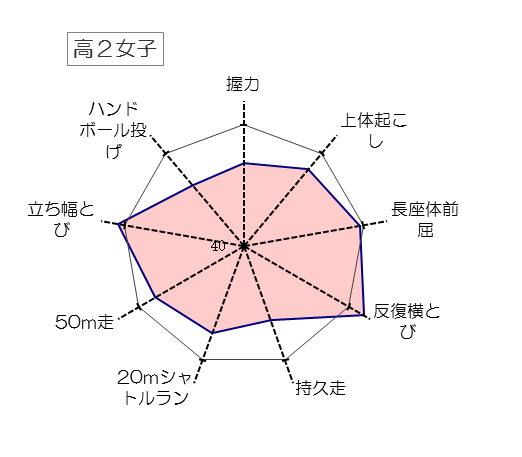 高２女子
握力
上体起こ
し
長座体前
屈
反復横と
び
持久走
20mシャ
トルラン
50m走
立ち幅と
び
ハンド
ボール投
げ
40